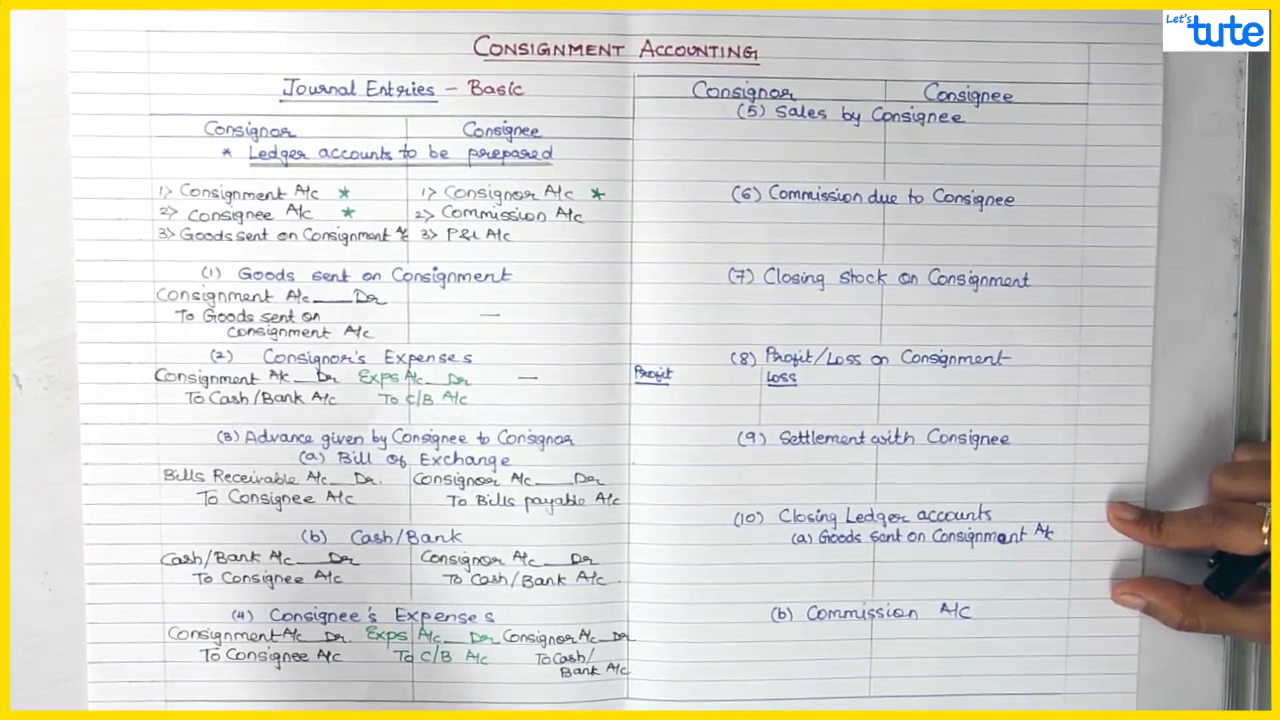 Let's
tute
CONSIGNMENT ACCOUNTING
Journal Entries - Basic
Consignor Consignee
* Ledger accounts to be prepared
1> Consignment A/c * 1> Consignor A/c *
2> Consignee A/c * 2> Commission A/c
3> Goods sent on Consignment A/c 3> P&L A/c
(1) Goods sent on Consignment
Consignment A/c ___ Dr
To Goods sent on —
consignment A/c
(2) Consignor's Expenses
Consignment A/c _ Dr Exps A/c _ Dr —
To Cash/Bank A/c To C/B A/c
(3) Advance given by Consignee to Consignor
(a) Bill of Exchange
Bills Receivable A/c _ Dr. Consignor A/c ___ Dr
To Consignee A/c To Bills payable A/c
(b) Cash/Bank
Cash/Bank A/c ___ Dr Consignor A/c ___ Dr
To Consignee A/c To Cash/Bank A/c
(4) Consignee's Expenses
Consignment A/c _ Dr. Exps A/c _ Dr Consignor A/c _ Dr
To Consignee A/c To C/B A/c To Cash/
Bank A/c
Consignor Consignee
(5) Sales by Consignee
(6) Commission due to Consignee
(7) Closing stock on Consignment
(8) Profit/Loss on Consignment
Profit Loss
(9) Settlement with Consignee
(10) Closing Ledger accounts
(a) Goods sent on Consignment A/c
(b) Commission A/c